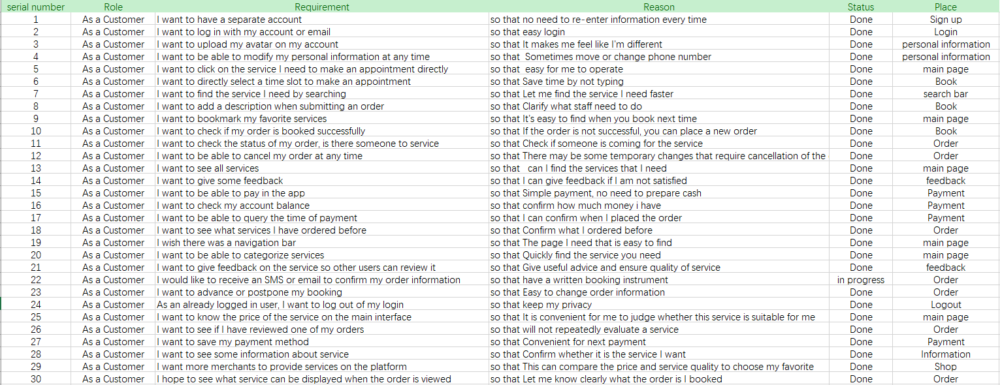 serial number Role Requirement Reason Status Place
1 As a Customer I want to have a separate account so that no need to re-enter information every time Done Sign up
2 As a Customer I want to log in with my account or email so that easy login Done Login
3 As a Customer I want to upload my avatar on my account so that It makes me feel like I'm different Done personal information
4 As a Customer I want to be able to modify my personal information at any time so that  Sometimes move or change phone number Done personal information
5 As a Customer I want to click on the service I need to make an appointment directly so that  easy for me to operate Done main page
6 As a Customer I want to directly select a time slot to make an appointment so that Save time by not typing Done Book
7 As a Customer I want to find the service I need by searching so that Let me find the service I need faster Done search bar
8 As a Customer I want to add a description when submitting an order so that Clarify what staff need to do Done Book
9 As a Customer I want to bookmark my favorite services so that It's easy to find when you book next time Done main page
10 As a Customer I want to check if my order is booked successfully so that If the order is not successful, you can place a new order Done Book
11 As a Customer I want to check the status of my order, is there someone to service so that Check if someone is coming for the service Done Order
12 As a Customer I want to be able to cancel my order at any time so that There may be some temporary changes that require cancellation of the Done Order
13 As a Customer I want to see all services so that   can I find the services that I need Done main page
14 As a Customer I want to give some feedback so that I can give feedback if I am not satisfied Done feedback
15 As a Customer I want to be able to pay in the app so that Simple payment, no need to prepare cash Done Payment
16 As a Customer I want to check my account balance so that confirm how much money i have Done Payment
17 As a Customer I want to be able to query the time of payment so that I can confirm when I placed the order Done Payment
18 As a Customer I want to see what services I have ordered before so that Confirm what I ordered before Done Order
19 As a Customer I wish there was a navigation bar so that The page I need that is easy to find Done main page
20 As a Customer I want to be able to categorize services so that Quickly find the service you need Done main page
21 As a Customer I want to give feedback on the service so other users can review it so that Give useful advice and ensure quality of service Done feedback
22 As a Customer I would like to receive an SMS or email to confirm my order information so that have a written booking instrument in progress Order
23 As a Customer I want to advance or postpone my booking so that Easy to change order information Done Order
24 As a Customer As an already logged in user, I want to log out of my login so that keep my privacy Done Logout
25 As a Customer I want to know the price of the service on the main interface so that It is convenient for me to judge whether this service is suitable for me Done main page
26 As a Customer I want to see if I have reviewed one of my orders so that will not repeatedly evaluate a service Done Order
27 As a Customer I want to save my payment method so that Convenient for next payment Done Payment
28 As a Customer I want to see some information about service so that Confirm whether it is the service I want Done Information
29 As a Customer I want more merchants to provide services on the platform so that This can compare the price and service quality to choose my favorite Done Shop
30 As a Customer I hope to see what service can be displayed when the order is viewed so that Let me know clearly what the order is I booked Done Order